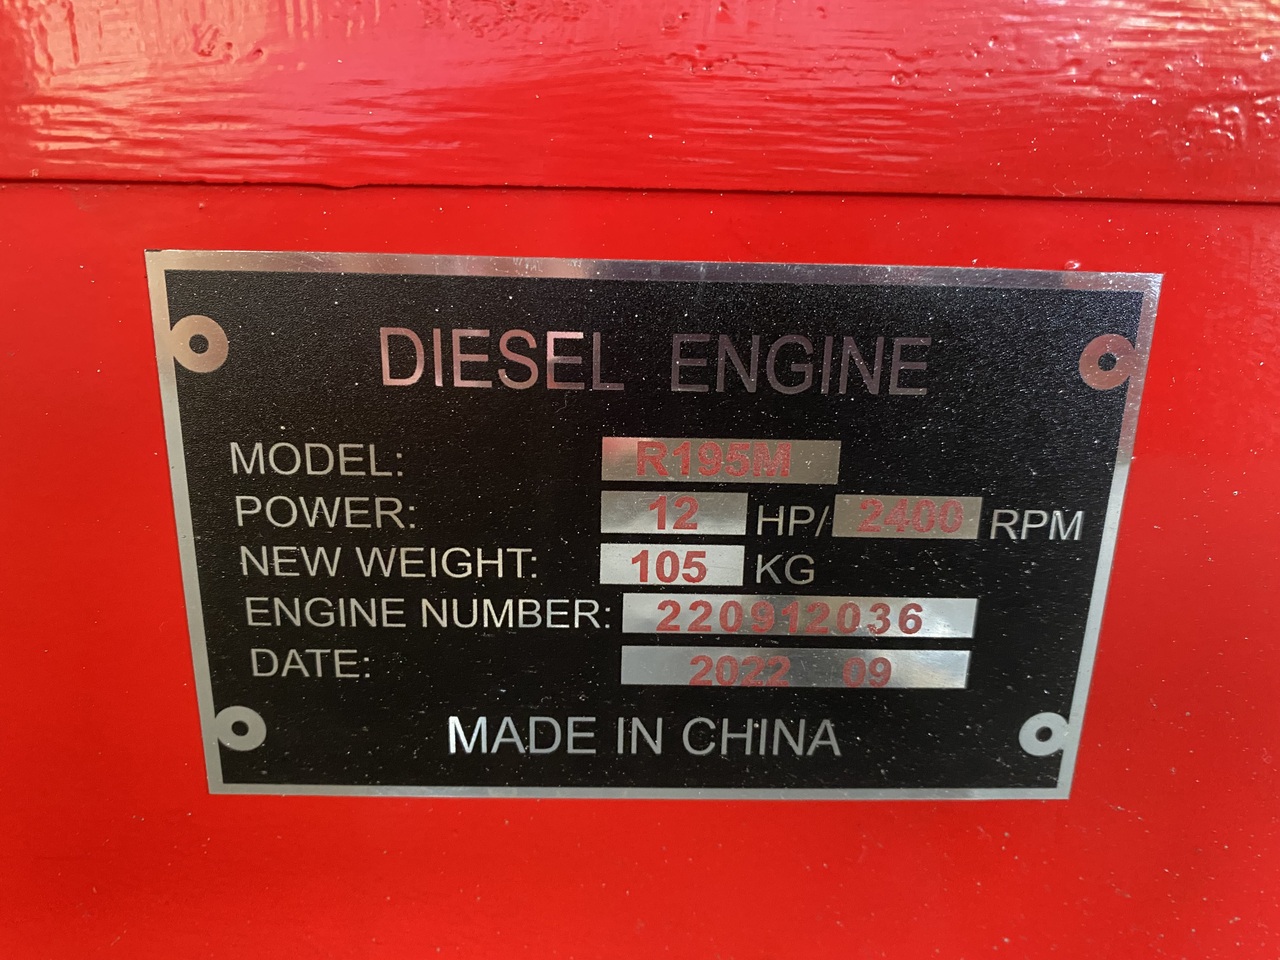 DIESEL ENGINE
MODEL: R195M
POWER: 12 HP/ 2400 RPM
NEW WEIGHT: 105 KG
ENGINE NUMBER: 220912036
DATE: 2022 09
MADE IN CHINA